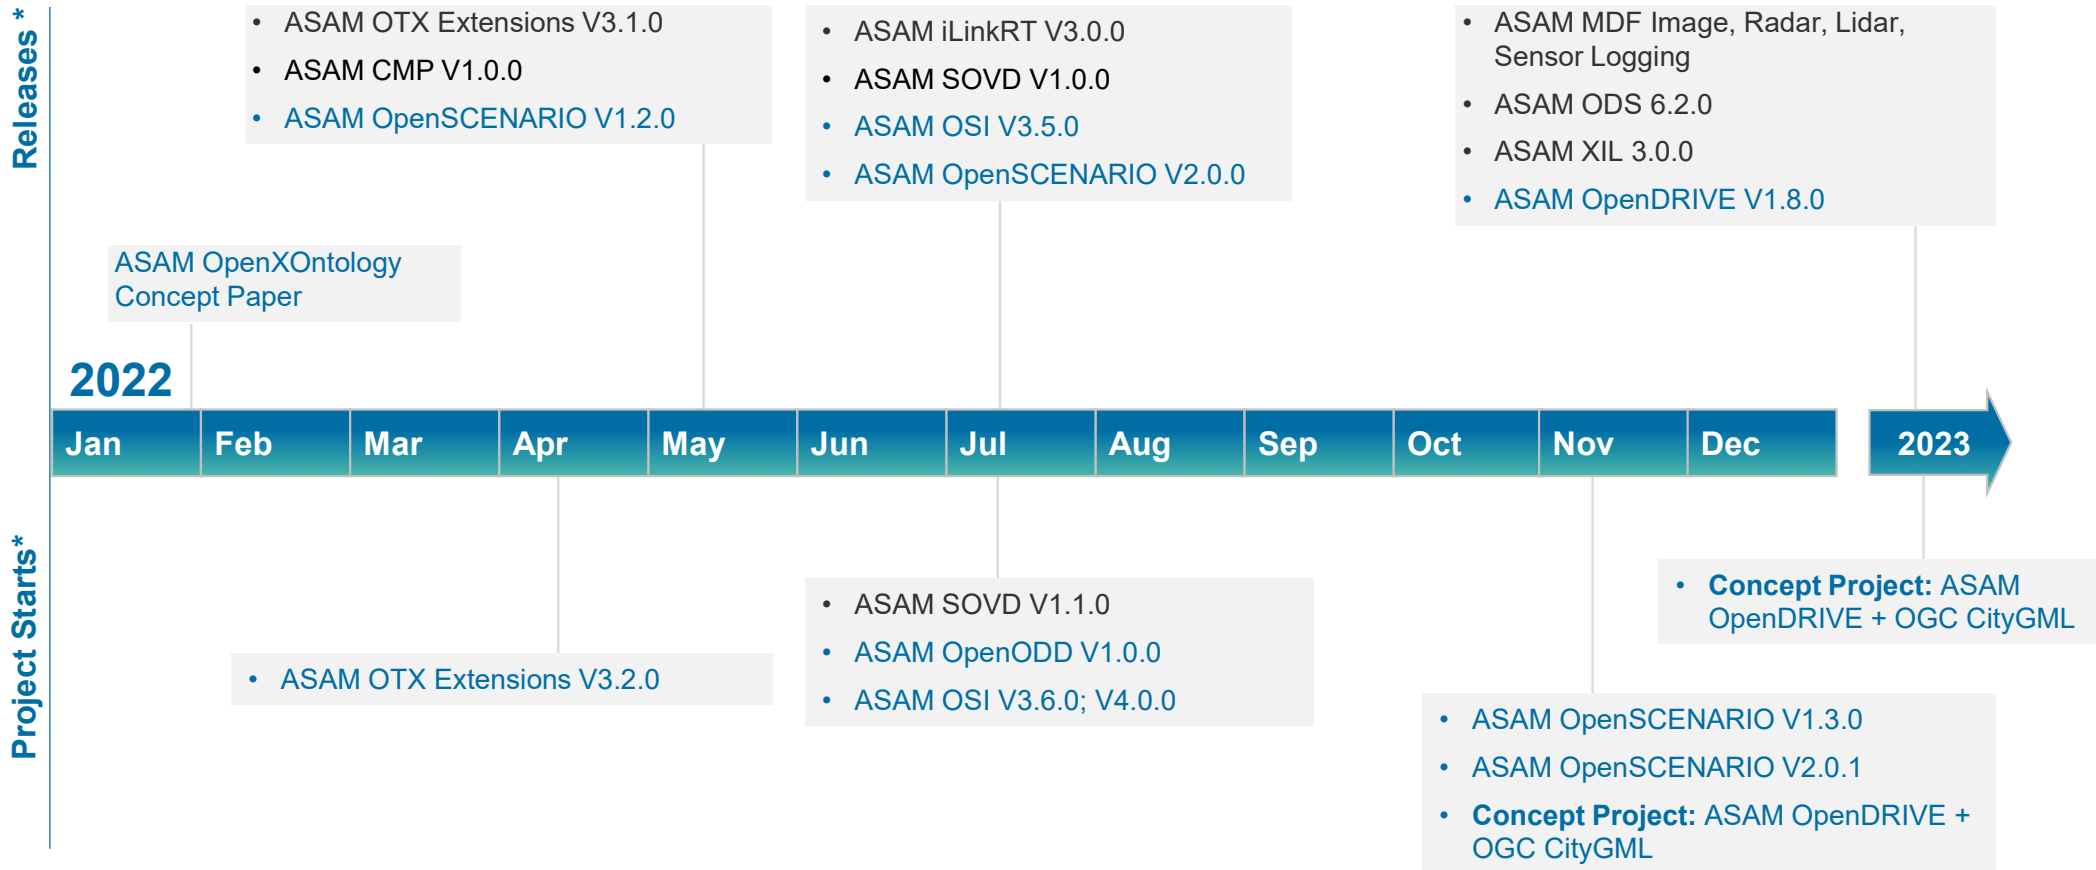 Releases *
• ASAM OTX Extensions V3.1.0
• ASAM CMP V1.0.0
• ASAM OpenSCENARIO V1.2.0
• ASAM iLinkRT V3.0.0
• ASAM SOVD V1.0.0
• ASAM OSI V3.5.0
• ASAM OpenSCENARIO V2.0.0
• ASAM MDF Image, Radar, Lidar,
Sensor Logging
• ASAM ODS 6.2.0
• ASAM XIL 3.0.0
• ASAM OpenDRIVE V1.8.0
ASAM OpenXOntology
Concept Paper
2022
Jan Feb Mar Apr May Jun Jul Aug Sep Oct Nov Dec 2023
Project Starts*
• ASAM OTX Extensions V3.2.0
• ASAM SOVD V1.1.0
• ASAM OpenODD V1.0.0
• ASAM OSI V3.6.0; V4.0.0
• Concept Project: ASAM
OpenDRIVE + OGC CityGML
• ASAM OpenSCENARIO V1.3.0
• ASAM OpenSCENARIO V2.0.1
• Concept Project: ASAM OpenDRIVE +
OGC CityGML